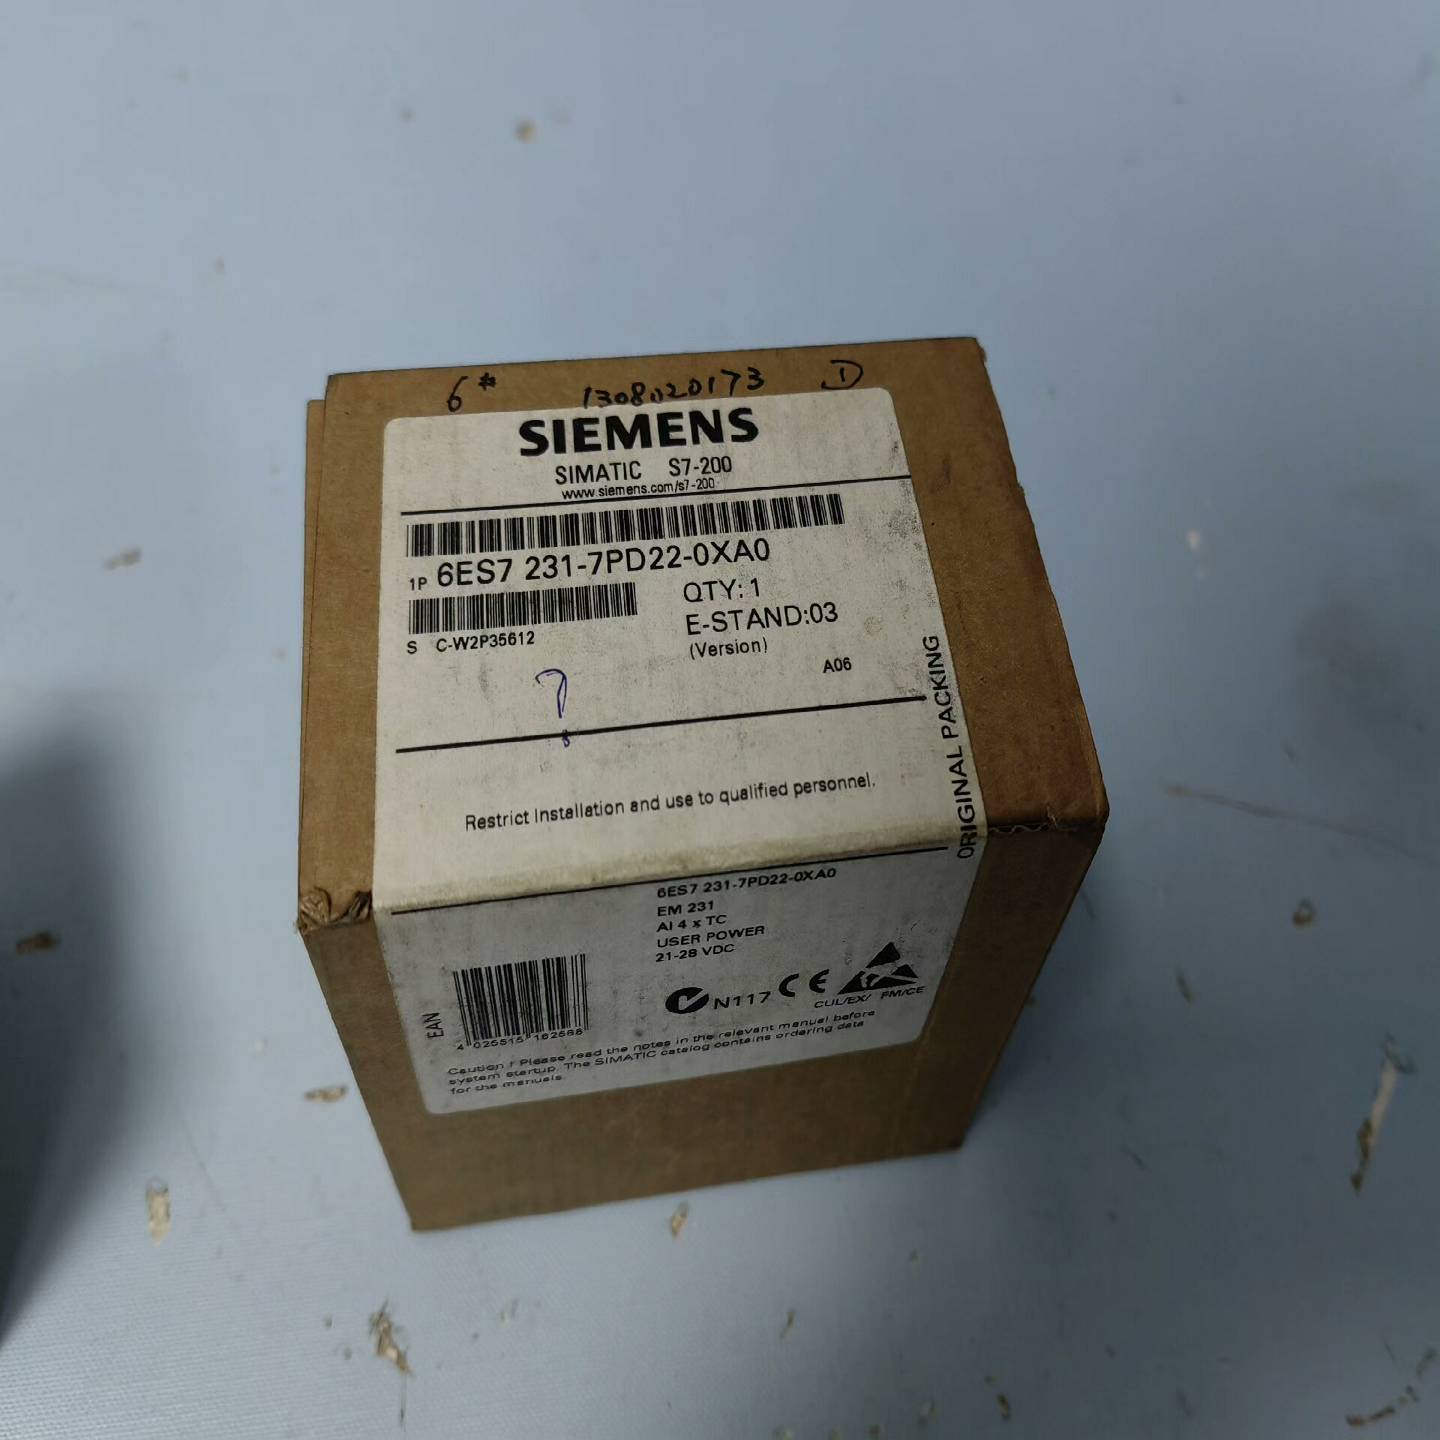 6# 1308020173 ①
SIEMENS
SIMATIC S7-200
www.siemens.com/s7-200
1P 6ES7 231-7PD22-0XA0
QTY: 1
S C-W2P35612
E-STAND:03
(Version)
A06
?
ORIGINAL PACKING
Restrict Installation and use to qualified personnel.
6ES7 231-7PD22-0XA0
EM 231
AI 4 x TC
USER POWER
21-28 VDC
EAN
4 025515 162568
N117 CE
CUL/EX/ FM/CE
Caution ! Please read the notes in the relevant manual before
system startup. The SIMATIC catalog contains ordering data
for the manuals.